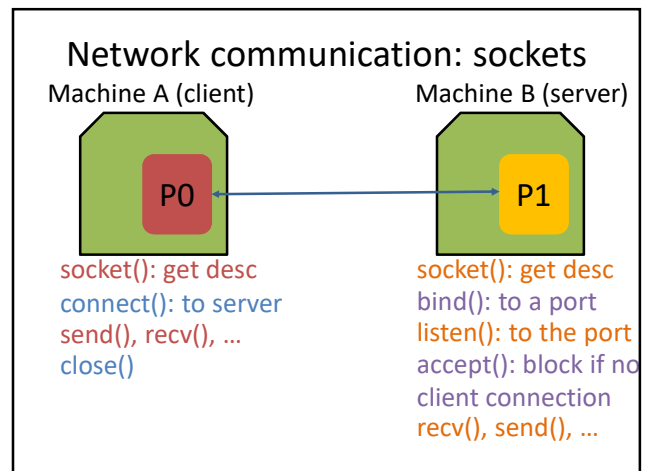 Network communication: sockets
Machine A (client)
Machine B (server)
P0
P1
socket(): get desc
connect(): to server
send(), recv(), …
close()
socket(): get desc
bind(): to a port
listen(): to the port
accept(): block if no
client connection
recv(), send(), …